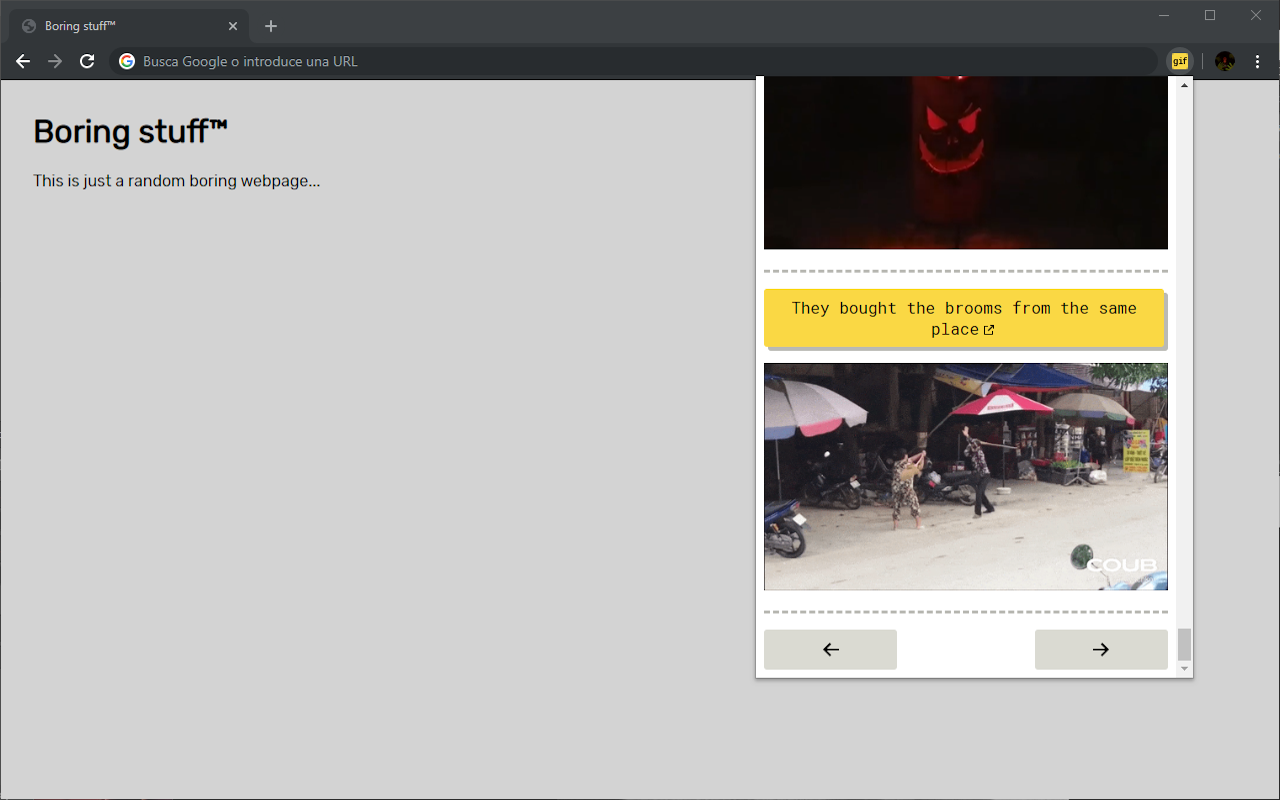 Boring stuff™
Busca Google o introduce una URL
gif
Boring stuff™
This is just a random boring webpage...
They bought the brooms from the same
place
COUB